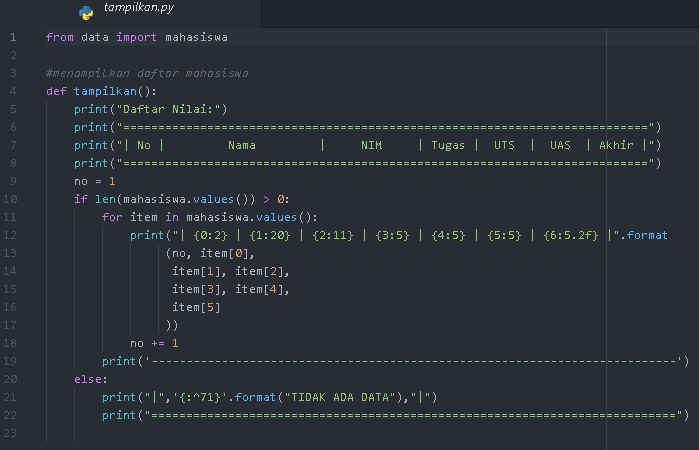 tampilkan.py
1 from data import mahasiswa
2
3 #menampilkan daftar mahasiswa
4 def tampilkan():
5     print("Daftar Nilai:")
6     print("===========================================================================")
7     print("| No |         Nama         |     NIM     | Tugas |  UTS  |  UAS  | Akhir |")
8     print("===========================================================================")
9     no = 1
10     if len(mahasiswa.values()) > 0:
11         for item in mahasiswa.values():
12             print("| {0:2} | {1:20} | {2:11} | {3:5} | {4:5} | {5:5} | {6:5.2f} |".format
13                  (no, item[0],
14                   item[1], item[2],
15                   item[3], item[4],
16                   item[5]
17                  ))
18             no += 1
19         print('---------------------------------------------------------------------------')
20     else:
21         print("|",'{:^71}'.format("TIDAK ADA DATA"),"|")
22         print("===========================================================================")
23